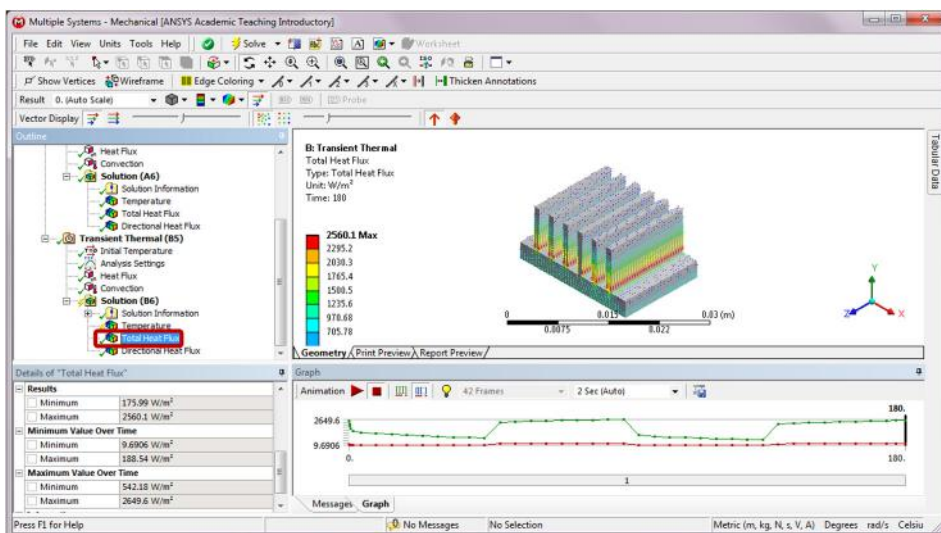 Multiple Systems - Mechanical [ANSYS Academic Teaching Introductory]
File Edit View Units Tools Help Solve Worksheet
Show Vertices Wireframe Edge Coloring Thicken Annotations
Result 0. (Auto Scale) Probe
Vector Display
Outline
Heat Flux
Convection
Solution (A6)
Solution Information
Temperature
Total Heat Flux
Directional Heat Flux
Transient Thermal (B5)
Initial Temperature
Analysis Settings
Heat Flux
Convection
Solution (B6)
Solution Information
Temperature
Total Heat Flux
Directional Heat Flux
B: Transient Thermal
Total Heat Flux
Type: Total Heat Flux
Unit: W/m²
Time: 180
2560.1 Max
2295.2
2030.3
1765.4
1500.5
1235.6
970.68
705.78
0 0.015 0.03 (m)
0.0075 0.022
Y
Z X
Tabular Data
Geometry Print Preview Report Preview
Details of "Total Heat Flux"
Results
Minimum 175.99 W/m²
Maximum 2560.1 W/m²
Minimum Value Over Time
Minimum 9.6906 W/m²
Maximum 188.54 W/m²
Maximum Value Over Time
Minimum 542.18 W/m²
Maximum 2649.6 W/m²
Graph
Animation 42 Frames 2 Sec (Auto)
180.
2649.6
9.6906
0. 180.
1
Messages Graph
Press F1 for Help No Messages No Selection Metric (m, kg, N, s, V, A) Degrees rad/s Celsiu